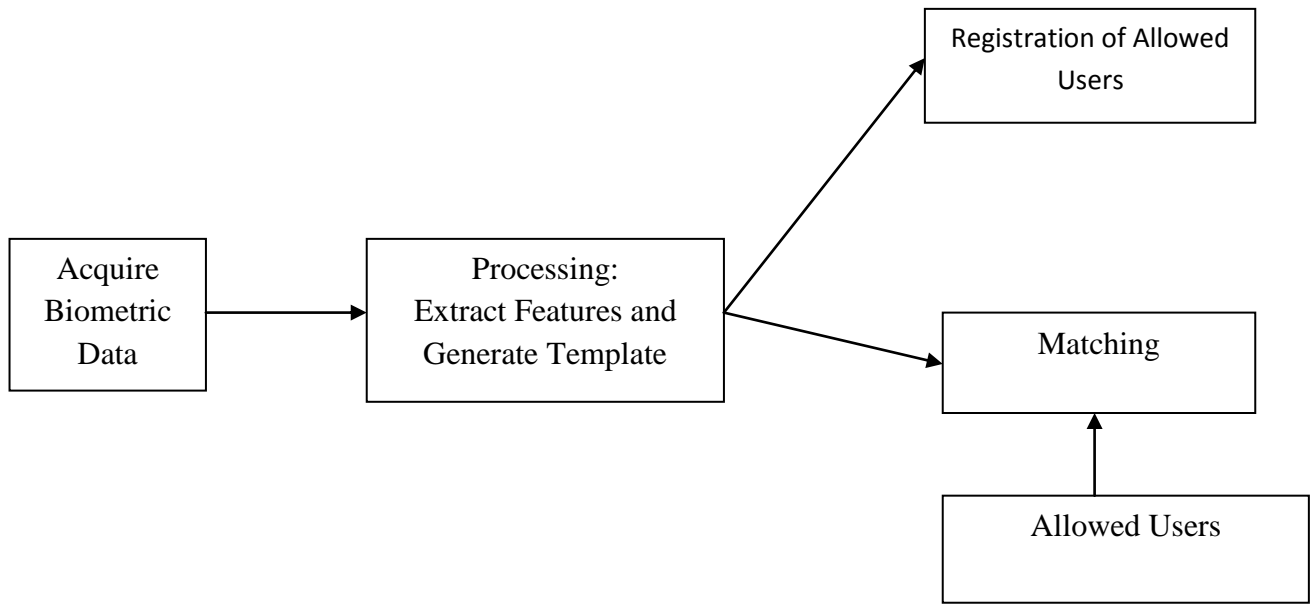 Registration of Allowed
Users
Acquire
Biometric
Data
Processing:
Extract Features and
Generate Template
Matching
Allowed Users